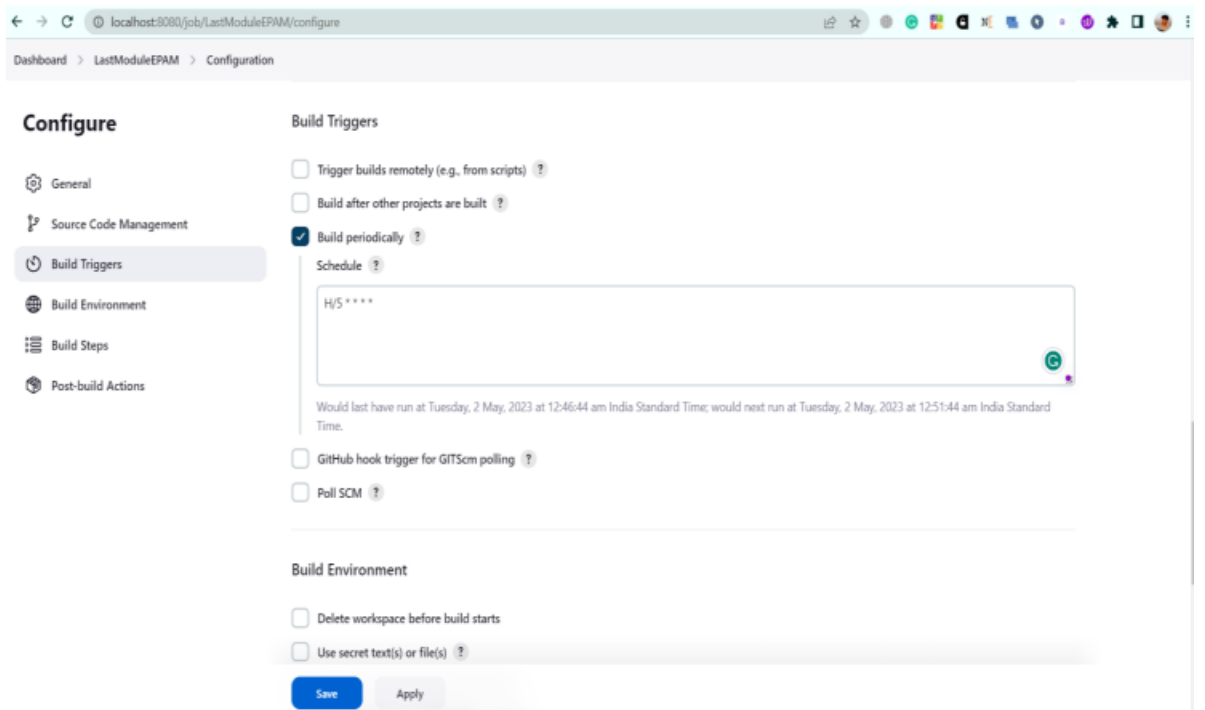 localhost:8080/job/LastModuleEPAM/configure
Dashboard > LastModuleEPAM > Configuration
Configure
General
Source Code Management
Build Triggers
Build Environment
Build Steps
Post-build Actions
Build Triggers
Trigger builds remotely (e.g., from scripts) ?
Build after other projects are built ?
Build periodically ?
Schedule ?
H/5 * * * *
Would last have run at Tuesday, 2 May, 2023 at 12:46:44 am India Standard Time; would next run at Tuesday, 2 May, 2023 at 12:51:44 am India Standard
Time.
GitHub hook trigger for GITScm polling ?
Poll SCM ?
Build Environment
Delete workspace before build starts
Use secret text(s) or file(s) ?
Save Apply